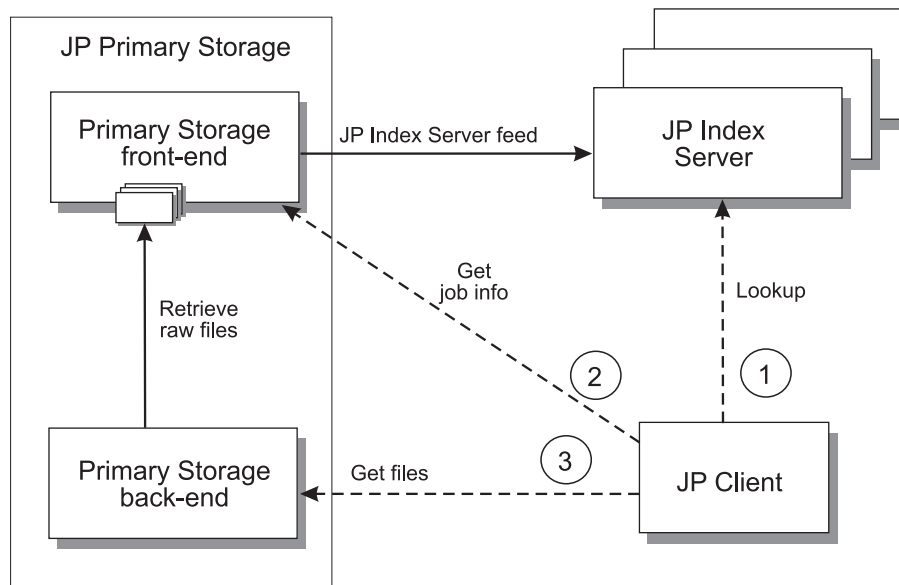 JP Primary Storage
Primary Storage
front-end
JP Index Server feed
JP Index
Server
Get
job info
Lookup
Retrieve
raw files
2
1
3
Primary Storage
back-end
Get files
JP Client